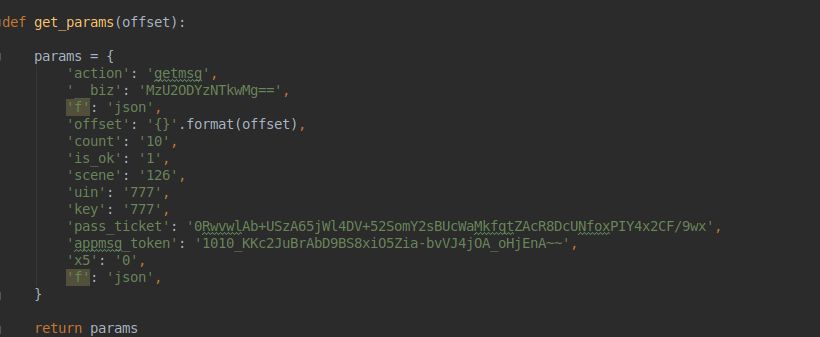 def get_params(offset):
params = {
'action': 'getmsg',
'__biz': 'MzU2ODYzNTkwMg==',
'f': 'json',
'offset': '{}'.format(offset),
'count': '10',
'is_ok': '1',
'scene': '126',
'uin': '777',
'key': '777',
'pass_ticket': '0RwvwlAb+USzA65jWl4DV+52SomY2sBUcWaMkfqtZAcR8DcUNfoxPIY4x2CF/9wx',
'appmsg_token': '1010_KKc2JuBrAbD9BS8xiO5Zia-bvVJ4jOA_oHjEnA~~',
'x5': '0',
'f': 'json',
}
return params